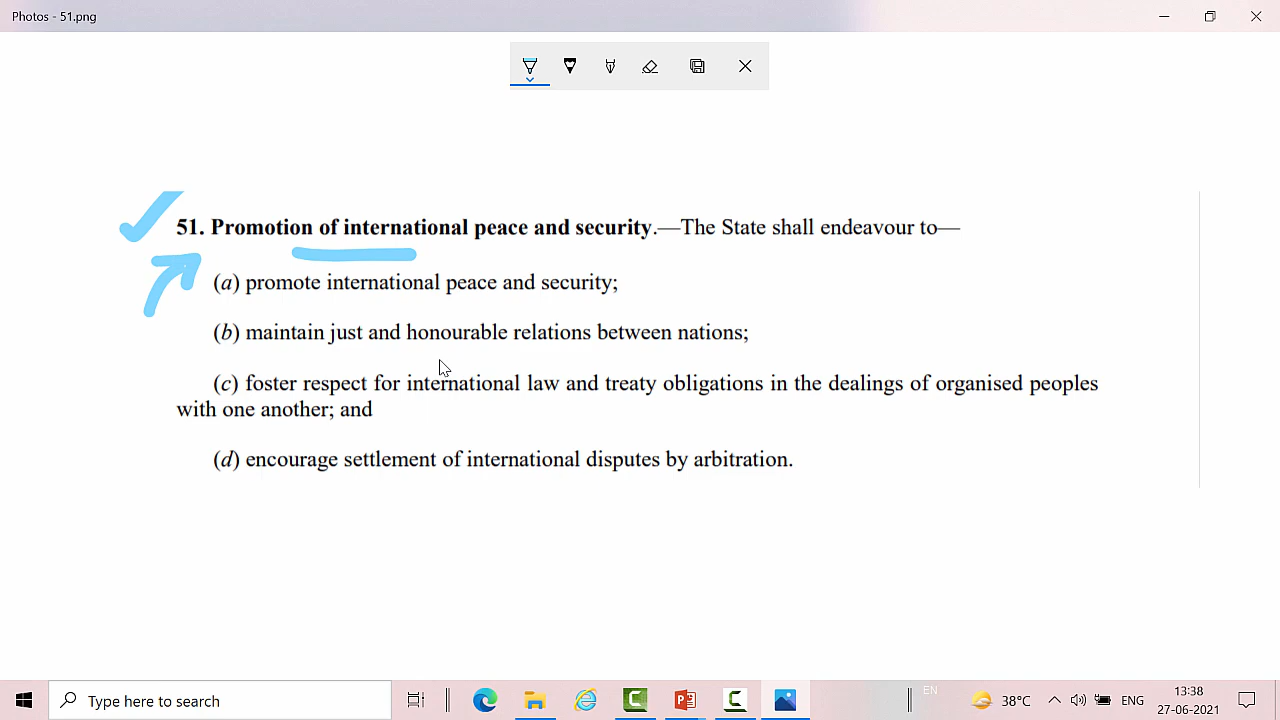 Photos - 51.png
51. Promotion of international peace and security.—The State shall endeavour to—
(a) promote international peace and security;
(b) maintain just and honourable relations between nations;
(c) foster respect for international law and treaty obligations in the dealings of organised peoples
with one another; and
(d) encourage settlement of international disputes by arbitration.
Type here to search
EN
38°C
ENG
13:38
27-06-2021